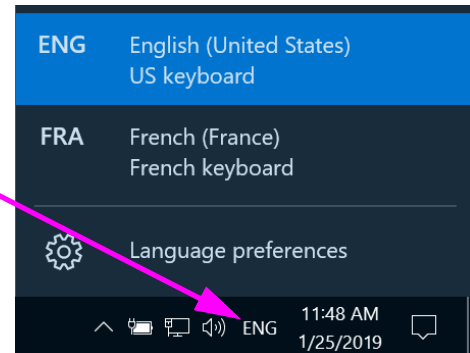 ENG English (United States)
US keyboard
FRA French (France)
French keyboard
Language preferences
ENG 11:48 AM
1/25/2019